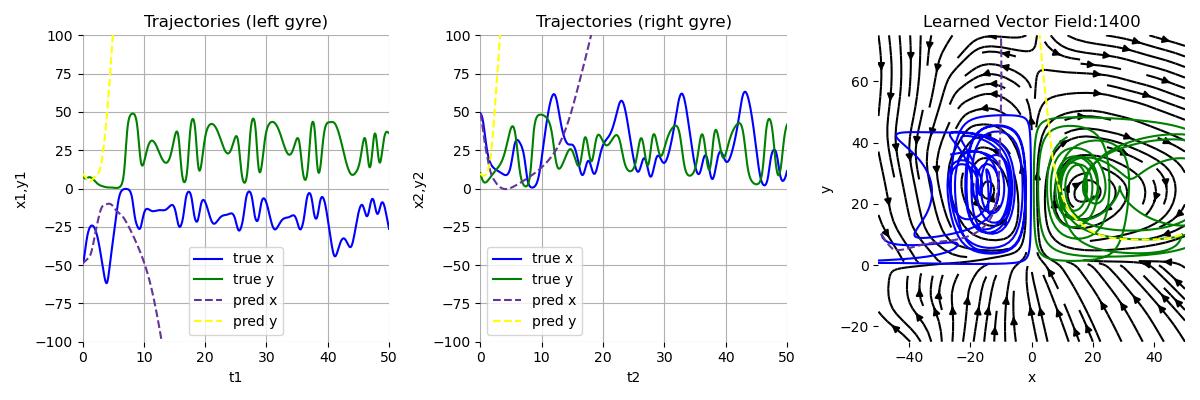 Trajectories (left gyre)
x1,y1
100
75
50
25
0
−25
−50
−75
−100
0 10 20 30 40 50
t1
true x
true y
pred x
pred y
Trajectories (right gyre)
x2,y2
100
75
50
25
0
−25
−50
−75
−100
0 10 20 30 40 50
t2
true x
true y
pred x
pred y
Learned Vector Field:1400
y
60
40
20
0
−20
−40 −20 0 20 40
x